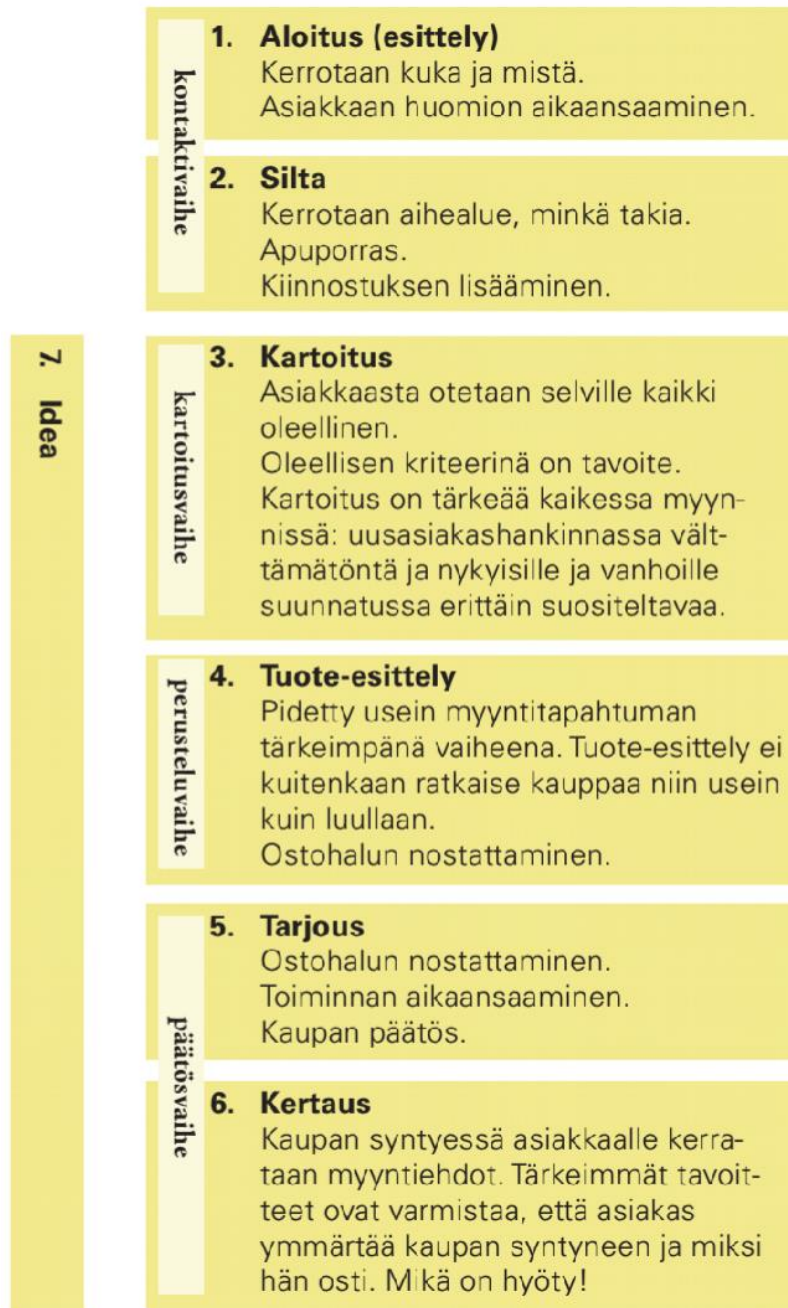 kontaktivaihe
1. Aloitus (esittely)
Kerrotaan kuka ja mistä.
Asiakkaan huomion aikaansaaminen.
2. Silta
Kerrotaan aihealue, minkä takia.
Apuporras.
Kiinnostuksen lisääminen.
7. Idea
kartoitusvaihe
3. Kartoitus
Asiakkaasta otetaan selville kaikki
oleellinen.
Oleellisen kriteerinä on tavoite.
Kartoitus on tärkeää kaikessa myyn-
nissä: uusasiakashankinnassa vält-
tämätöntä ja nykyisille ja vanhoille
suunnatussa erittäin suositeltavaa.
perusteluvaihe
4. Tuote-esittely
Pidetty usein myyntitapahtuman
tärkeimpänä vaiheena. Tuote-esittely ei
kuitenkaan ratkaise kauppaa niin usein
kuin luullaan.
Ostohalun nostattaminen.
päätösvaihe
5. Tarjous
Ostohalun nostattaminen.
Toiminnan aikaansaaminen.
Kaupan päätös.
6. Kertaus
Kaupan syntyessä asiakkaalle kerra-
taan myyntiehdot. Tärkeimmät tavoit-
teet ovat varmistaa, että asiakas
ymmärtää kaupan syntyneen ja miksi
hän osti. Mikä on hyöty!